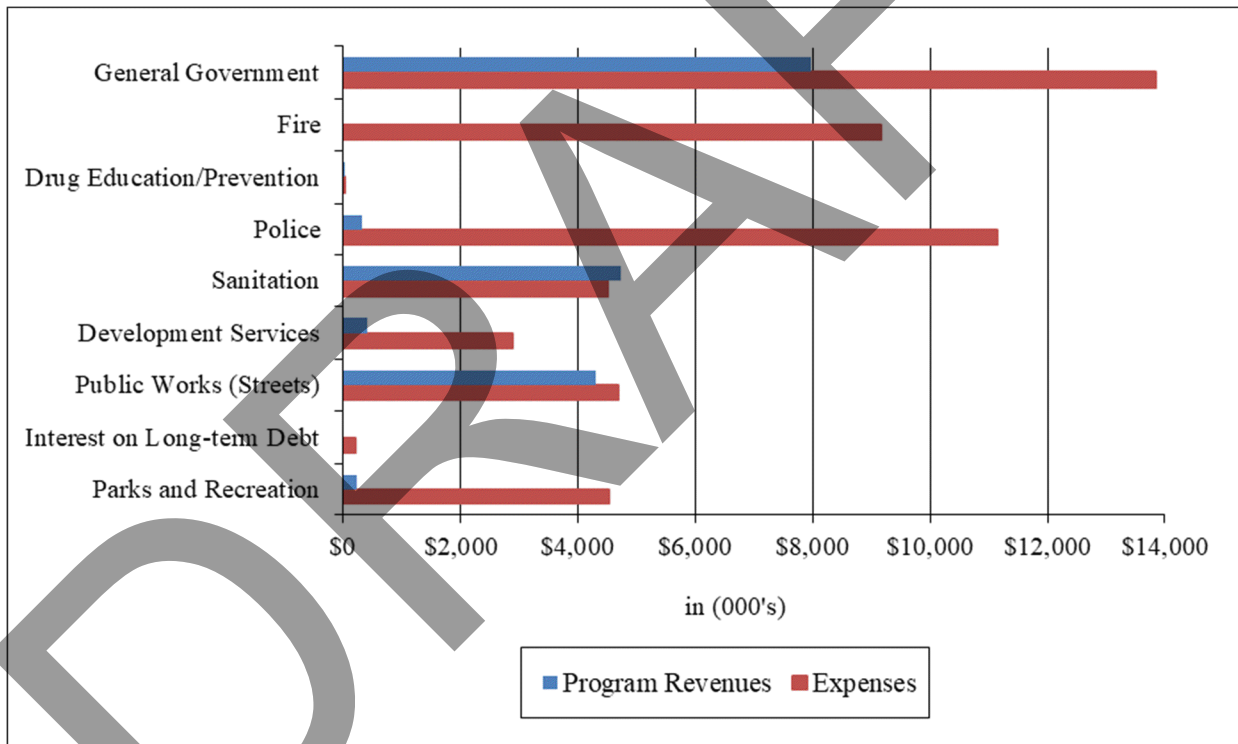 General Government
Fire
Drug Education/Prevention
Police
Sanitation
Development Services
Public Works (Streets)
Interest on Long-term Debt
Parks and Recreation
$0 $2,000 $4,000 $6,000 $8,000 $10,000 $12,000 $14,000
in (000's)
Program Revenues Expenses
DRAF